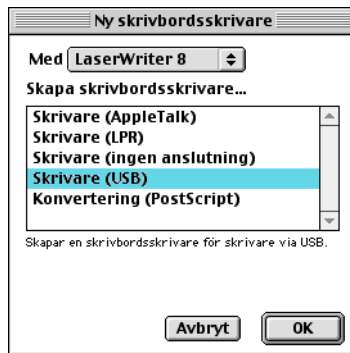 Ny skrivbordsskrivare
Med LaserWriter 8
Skapa skrivbordsskrivare...
Skrivare (AppleTalk)
Skrivare (LPR)
Skrivare (ingen anslutning)
Skrivare (USB)
Konvertering (PostScript)
Skapar en skrivbordsskrivare för skrivare via USB.
Avbryt OK